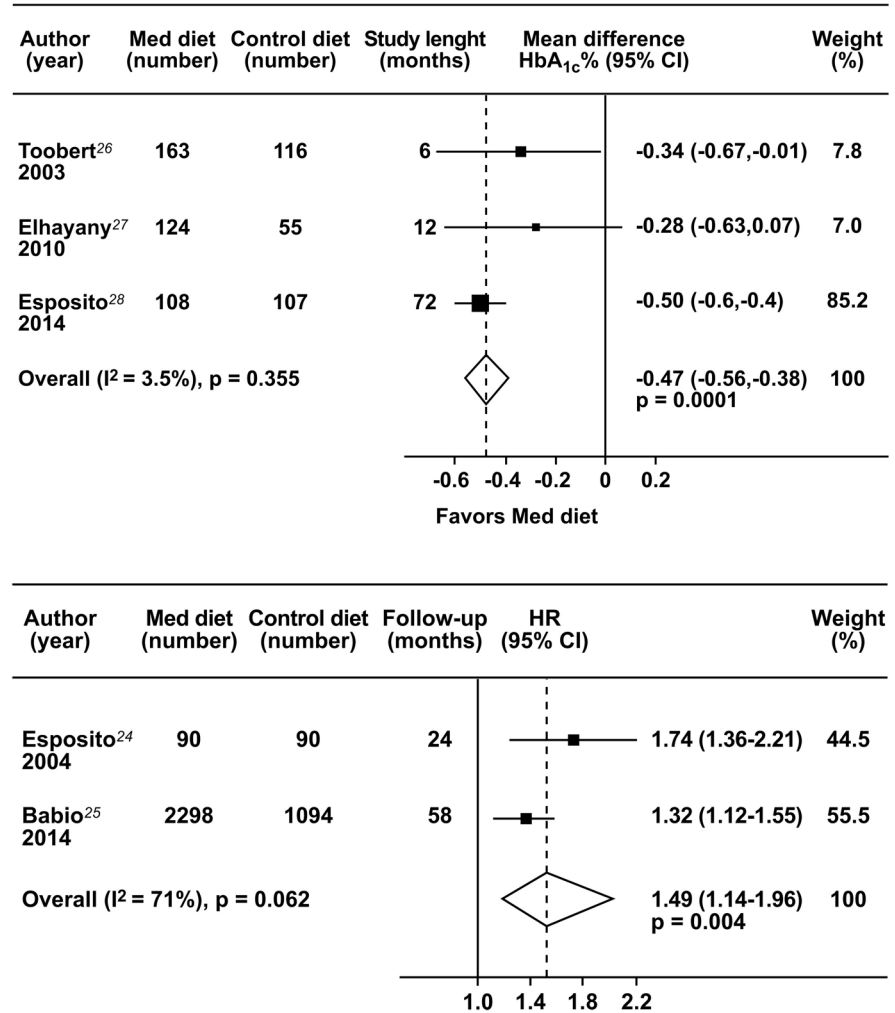 Author Med diet Control diet Study lenght Mean difference Weight
(year) (number) (number) (months) HbA1c% (95% CI) (%)
Toobert26 163 116 6 -0.34 (-0.67,-0.01) 7.8
2003
Elhayany27 124 55 12 -0.28 (-0.63,0.07) 7.0
2010
Esposito28 108 107 72 -0.50 (-0.6,-0.4) 85.2
2014
Overall (I2 = 3.5%), p = 0.355 -0.47 (-0.56,-0.38) 100
p = 0.0001
-0.6 -0.4 -0.2 0 0.2
Favors Med diet
Author Med diet Control diet Follow-up HR Weight
(year) (number) (number) (months) (95% CI) (%)
Esposito24 90 90 24 1.74 (1.36-2.21) 44.5
2004
Babio25 2298 1094 58 1.32 (1.12-1.55) 55.5
2014
Overall (I2 = 71%), p = 0.062 1.49 (1.14-1.96) 100
p = 0.004
1.0 1.4 1.8 2.2